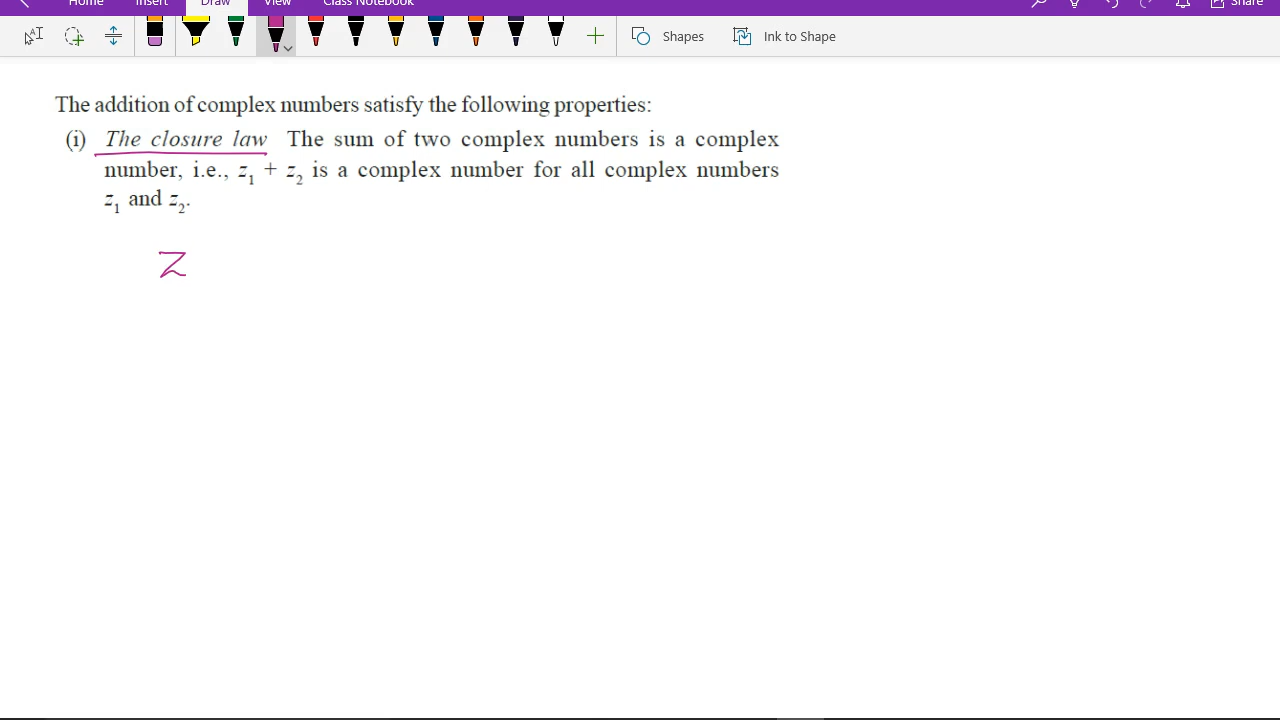 Home Insert Draw View Class Notebook Share
Shapes Ink to Shape
The addition of complex numbers satisfy the following properties:
(i) The closure law The sum of two complex numbers is a complex
number, i.e., z₁ + z₂ is a complex number for all complex numbers
z₁ and z₂.
Z